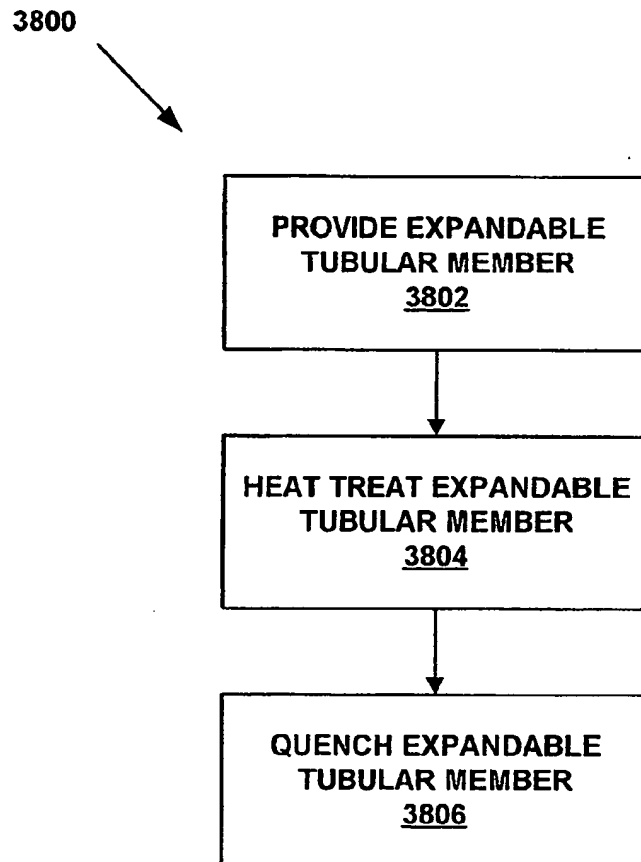 3800
PROVIDE EXPANDABLE
TUBULAR MEMBER
3802
HEAT TREAT EXPANDABLE
TUBULAR MEMBER
3804
QUENCH EXPANDABLE
TUBULAR MEMBER
3806